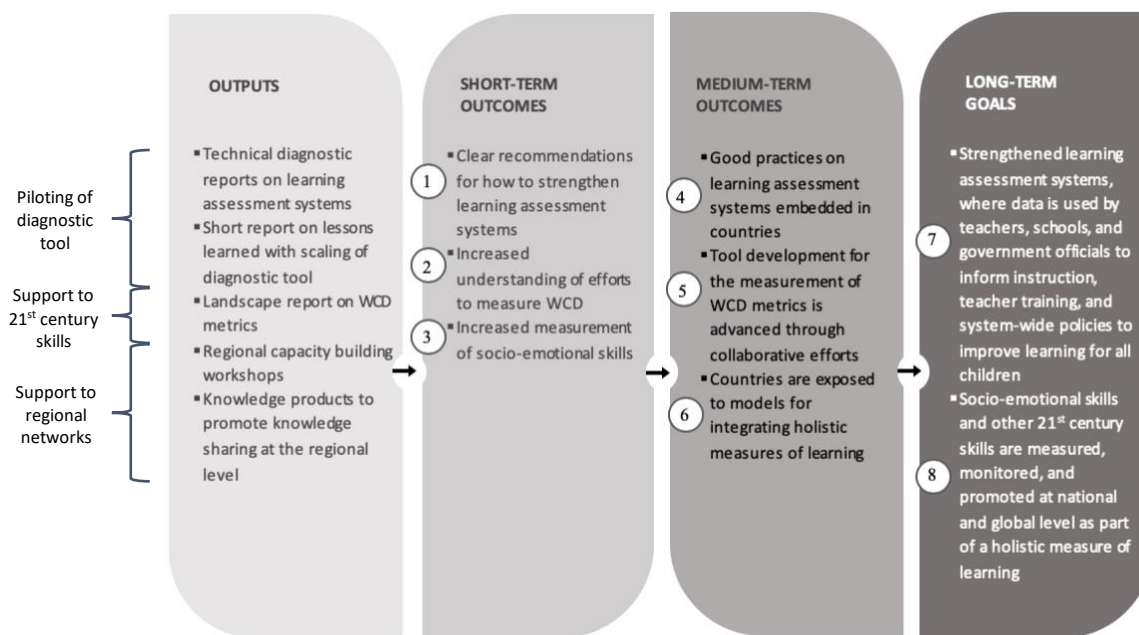 Piloting of
diagnostic
tool
Support to
21st century
skills
Support to
regional
networks
OUTPUTS
▪Technical diagnostic
reports on learning
assessment systems
▪Short report on lessons
learned with scaling of
diagnostic tool
▪Landscape report on WCD
metrics
▪Regional capacity building
workshops
▪Knowledge products to
promote knowledge
sharing at the regional
level
SHORT-TERM
OUTCOMES
▪Clear recommendations
for how to strengthen
learning assessment
systems
▪Increased
understanding of efforts
to measure WCD
▪Increased measurement
of socio-emotional skills
1
2
3
MEDIUM-TERM
OUTCOMES
▪Good practices on
learning assessment
systems embedded in
countries
▪Tool development for
the measurement of
WCD metrics is
advanced through
collaborative efforts
▪Countries are exposed
to models for
integrating holistic
measures of learning
4
5
6
LONG-TERM
GOALS
▪Strengthened learning
assessment systems,
where data is used by
teachers, schools, and
government officials to
inform instruction,
teacher training, and
system-wide policies to
improve learning for all
children
▪Socio-emotional skills
and other 21st century
skills are measured,
monitored, and
promoted at national
and global level as part
of a holistic measure of
learning
7
8